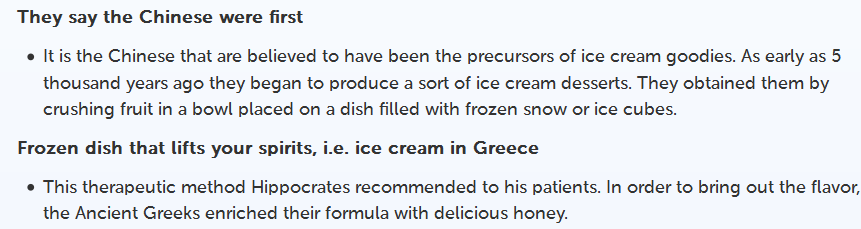 They say the Chinese were first
• It is the Chinese that are believed to have been the precursors of ice cream goodies. As early as 5
thousand years ago they began to produce a sort of ice cream desserts. They obtained them by
crushing fruit in a bowl placed on a dish filled with frozen snow or ice cubes.
Frozen dish that lifts your spirits, i.e. ice cream in Greece
• This therapeutic method Hippocrates recommended to his patients. In order to bring out the flavor,
the Ancient Greeks enriched their formula with delicious honey.